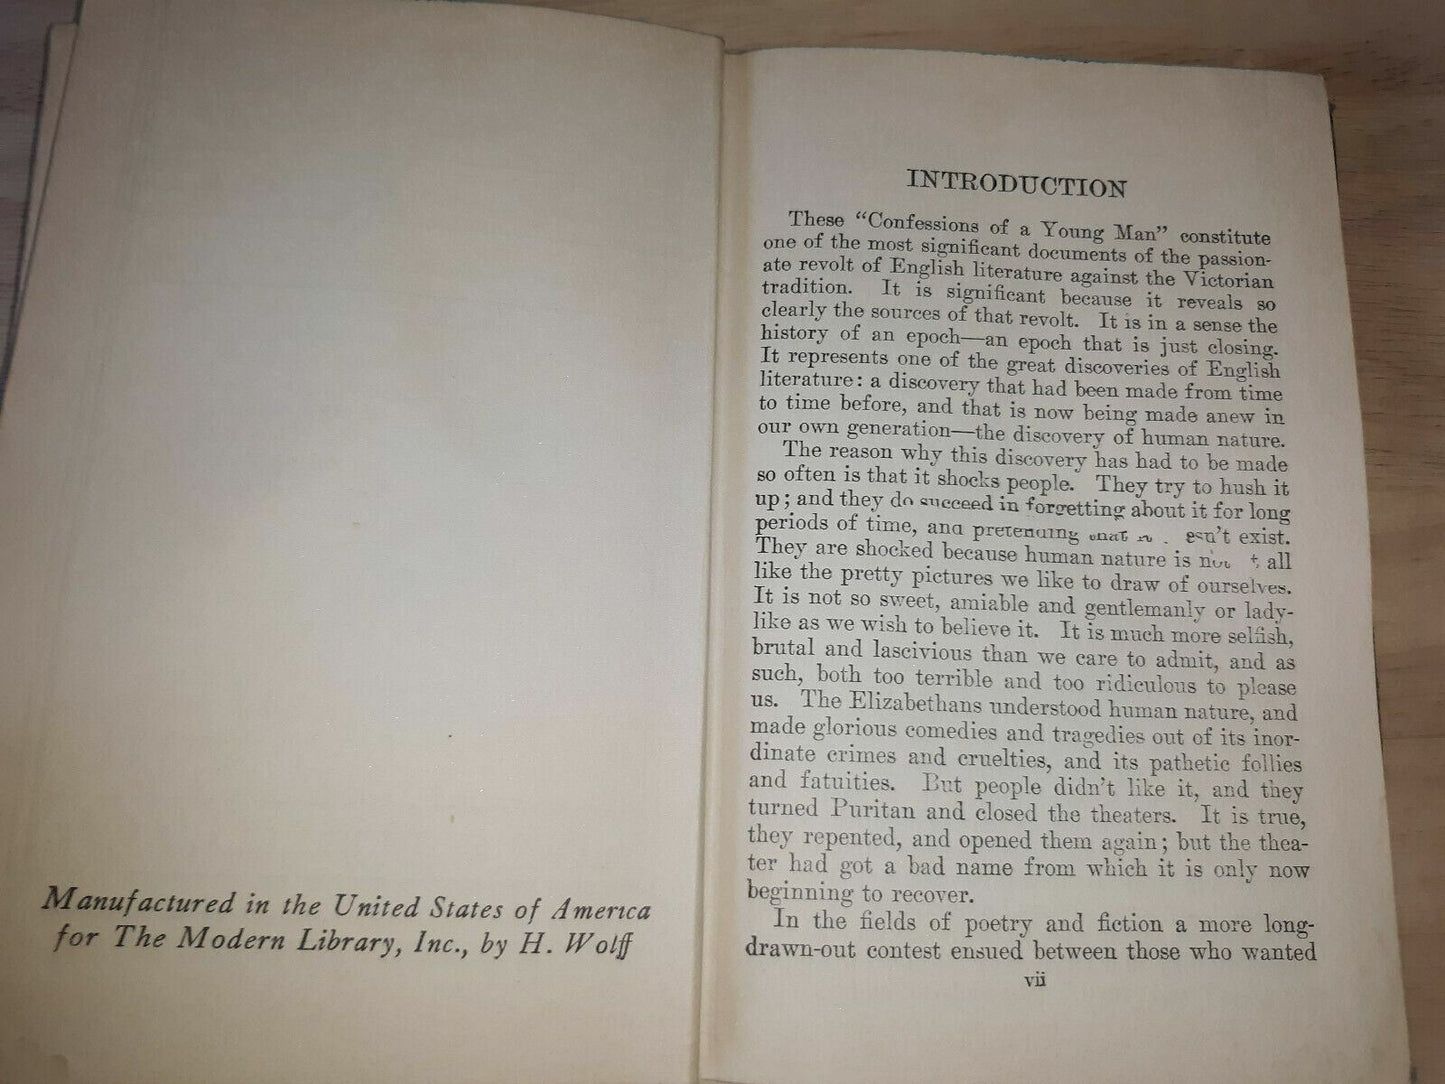 Manufactured in the United States of America
for The Modern Library, Inc., by H. Wolff
INTRODUCTION
These “Confessions of a Young Man” constitute
one of the most significant documents of the passion-
ate revolt of English literature against the Victorian
tradition. It is significant because it reveals so
clearly the sources of that revolt. It is in a sense the
history of an epoch—an epoch that is just closing.
It represents one of the great discoveries of English
literature: a discovery that had been made from time
to time before, and that is now being made anew in
our own generation—the discovery of human nature.
The reason why this discovery has had to be made
so often is that it shocks people. They try to hush it
up; and they do succeed in forgetting about it for long
periods of time, and pretending that exist.
They are shocked because human nature is not all
like the pretty pictures we like to draw of ourselves.
It is not so sweet, amiable and gentlemanly or lady-
like as we wish to believe it. It is much more selfish,
brutal and lascivious than we care to admit, and as
such, both too terrible and too ridiculous to please
us. The Elizabethans understood human nature, and
made glorious comedies and tragedies out of its inor-
dinate crimes and cruelties, and its pathetic follies
and fatuities. But people didn’t like it, and they
turned Puritan and closed the theaters. It is true,
they repented, and opened them again; but the thea-
ter had got a bad name from which it is only now
beginning to recover.
In the fields of poetry and fiction a more long-
drawn-out contest ensued between those who wanted
vii